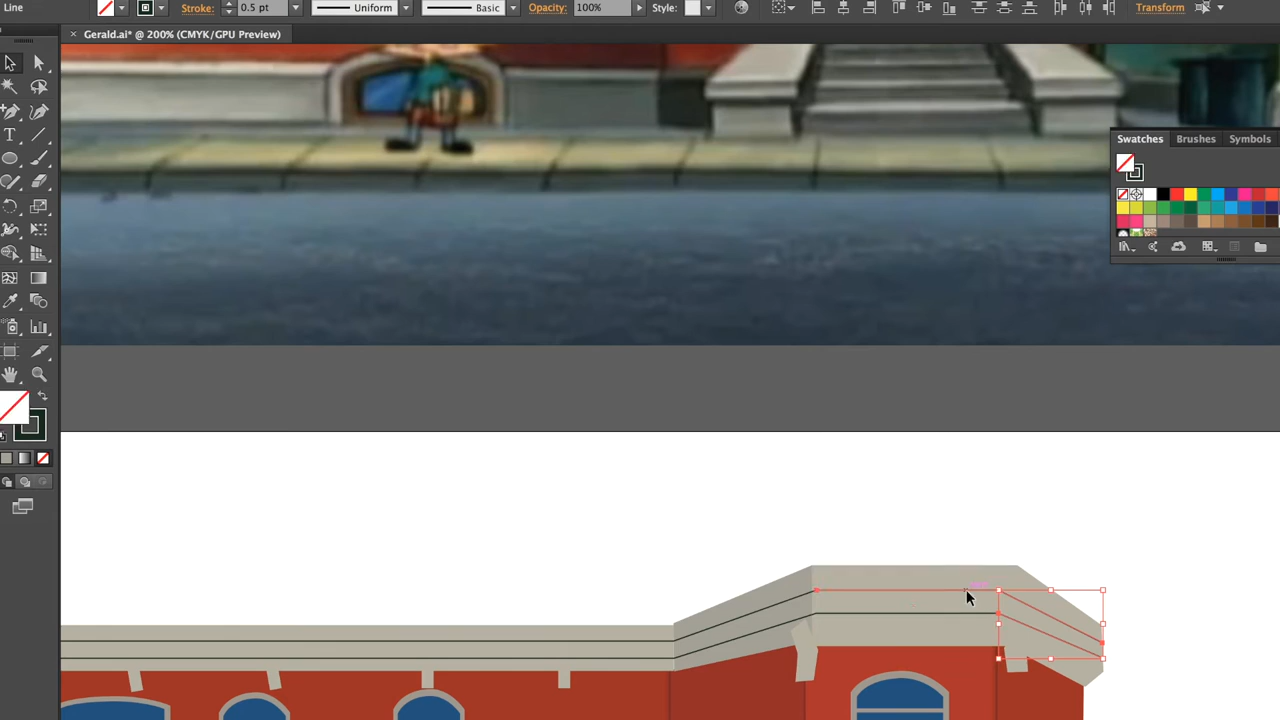 Line Stroke: 0.5 pt Uniform Basic Opacity: 100% Style: Transform
× Gerald.ai* @ 200% (CMYK/GPU Preview)
Swatches Brushes Symbols
T